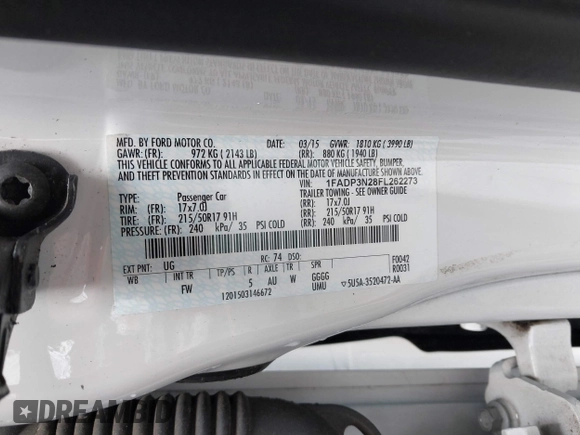 MFD. BY FORD MOTOR CO. 03/15 GVWR: 1810 KG ( 3990 LB)
GAWR: (FR): 972 KG ( 2143 LB) (RR): 880 KG ( 1940 LB)
THIS VEHICLE CONFORMS TO ALL APPLICABLE FEDERAL MOTOR VEHICLE SAFETY, BUMPER,
AND THEFT PREVENTION STANDARDS IN EFFECT ON THE DATE OF MANUFACTURE SHOWN ABOVE.
VIN: 1FADP3N28FL262273
TYPE: Passenger Car TRAILER TOWING - SEE OWNER GUIDE
RIM: (FR): 17x7.0J (RR): 17x7.0J
TIRE: (FR): 215/50R17 91H (RR): 215/50R17 91H
PRESSURE: (FR): 240 kPa/ 35 PSI COLD (RR): 240 kPa/ 35 PSI COLD
RC: 74 DSO: F0042
EXT PNT: UG R0031
WB INT TR TP/PS R AXLE TR SPR
FW 5 AU W GGGG
1201503146672 UMU ▽5U5A-3520472-AA
DREAMBID